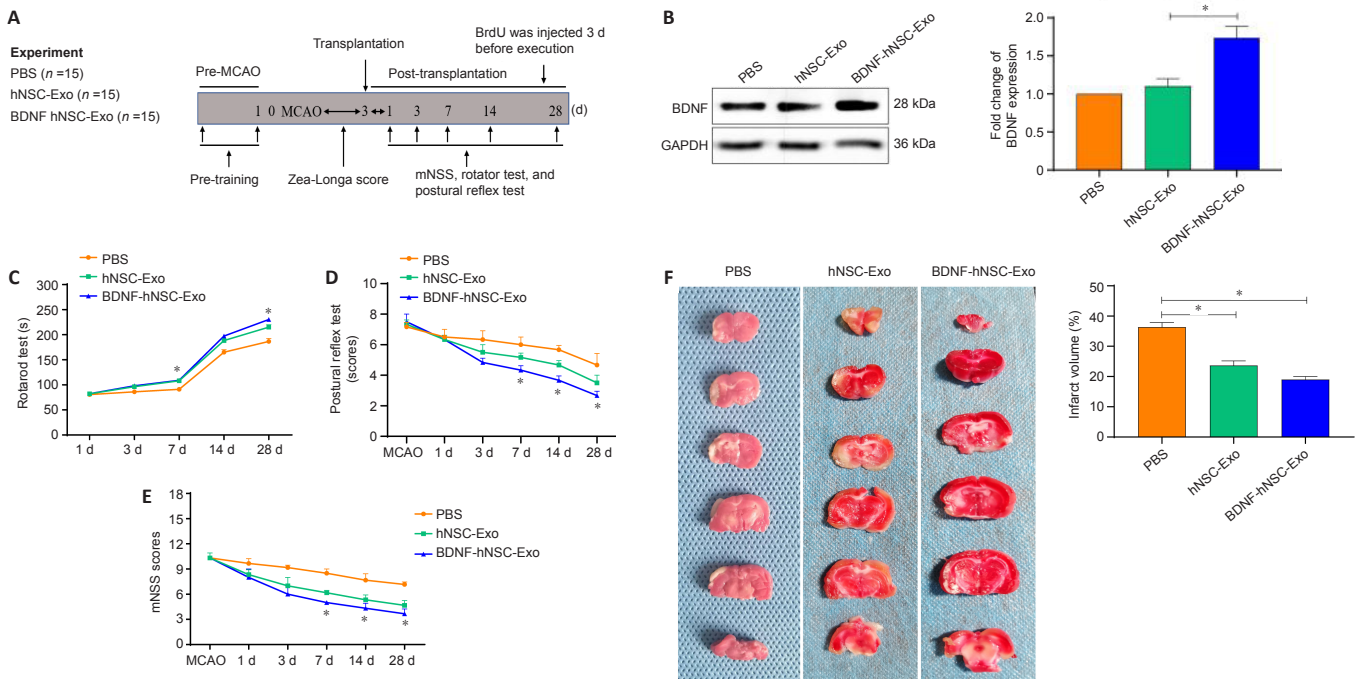 A
Experiment
PBS (n =15)
hNSC-Exo (n =15)
BDNF hNSC-Exo (n =15)
Pre-MCAO
Transplantation
Post-transplantation
BrdU was injected 3 d
before execution
1 0 MCAO 3 1 3 7 14 28 (d)
Pre-training
Zea-Longa score
mNSS, rotator test, and
postural reflex test
B
PBS
hNSC-Exo
BDNF-hNSC-Exo
BDNF
28 kDa
GAPDH
36 kDa
Fold change of
BDNF expression
2.0
1.5
1.0
0.5
0
*
PBS
hNSC-Exo
BDNF-hNSC-Exo
C
PBS
hNSC-Exo
BDNF-hNSC-Exo
Rotarod test (s)
300
250
200
150
100
50
0
*
*
1 d 3 d 7 d 14 d 28 d
D
PBS
hNSC-Exo
BDNF-hNSC-Exo
Postural reflex test
(scores)
10
8
6
4
2
0
*
*
*
MCAO 1 d 3 d 7 d 14 d 28 d
E
PBS
hNSC-Exo
BDNF-hNSC-Exo
mNSS scores
18
15
12
9
6
3
0
*
*
*
MCAO 1 d 3 d 7 d 14 d 28 d
F
PBS
hNSC-Exo
BDNF-hNSC-Exo
Infarct volume (%)
50
40
30
20
10
0
*
*
PBS
hNSC-Exo
BDNF-hNSC-Exo